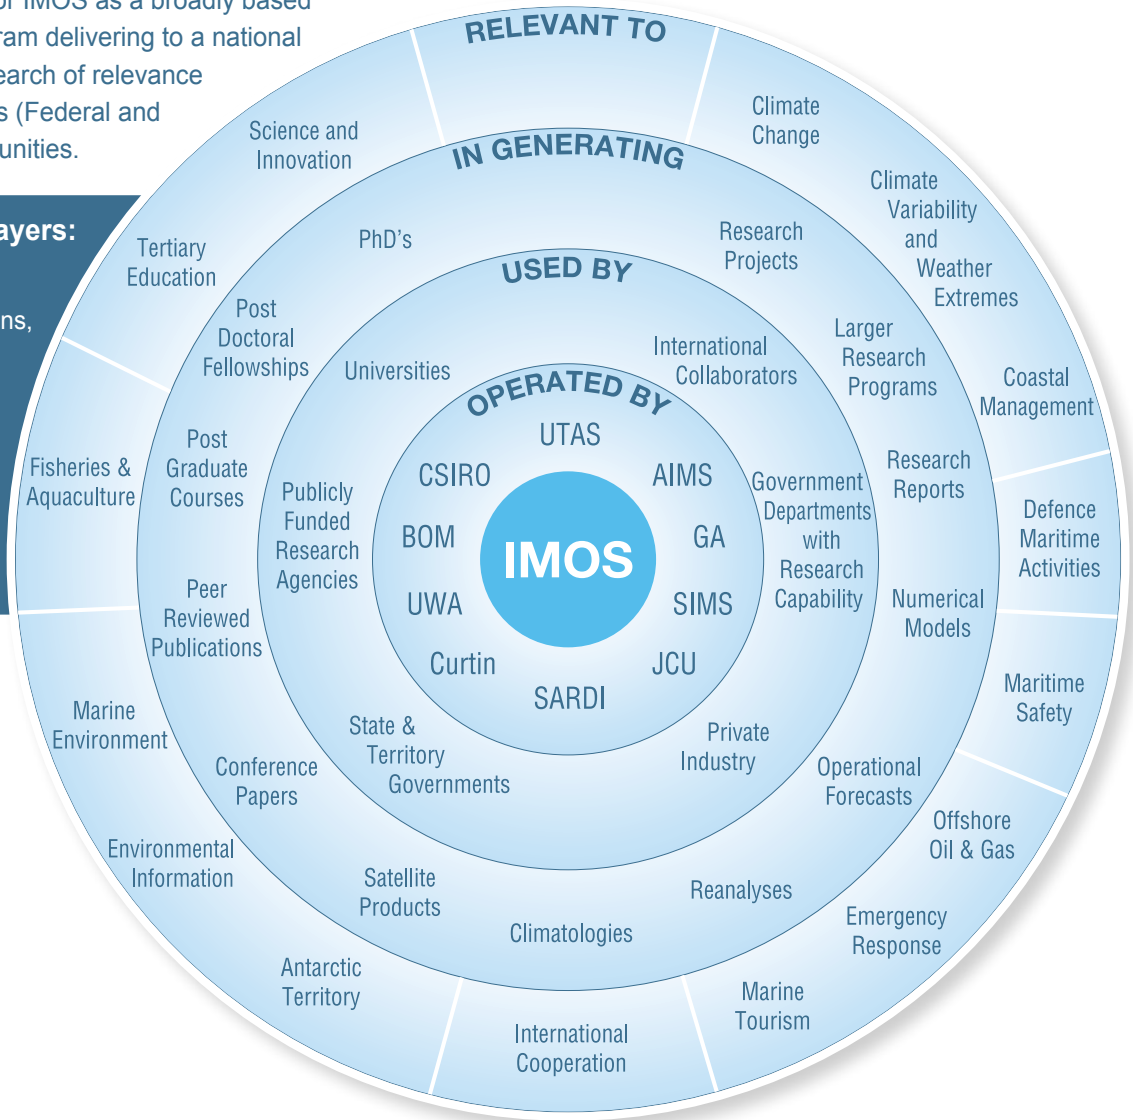 or IMOS as a broadly based
ram delivering to a national
earch of relevance
s (Federal and
unities.
ayers:
ns,
RELEVANT TO
Science and
Innovation
Climate
Change
Climate
Variability
and
Weather
Extremes
Tertiary
Education
Coastal
Management
Fisheries &
Aquaculture
Defence
Maritime
Activities
Marine
Environment
Maritime
Safety
Environmental
Information
Offshore
Oil & Gas
Emergency
Response
Antarctic
Territory
International
Cooperation
Marine
Tourism
IN GENERATING
PhD's
Research
Projects
Post
Doctoral
Fellowships
Larger
Research
Programs
Post
Graduate
Courses
Research
Reports
Peer
Reviewed
Publications
Numerical
Models
Conference
Papers
Operational
Forecasts
Satellite
Products
Climatologies
Reanalyses
USED BY
Universities
International
Collaborators
Publicly
Funded
Research
Agencies
Government
Departments
with
Research
Capability
State &
Territory
Governments
Private
Industry
OPERATED BY
UTAS
CSIRO
AIMS
BOM
GA
UWA
SIMS
Curtin
JCU
SARDI
IMOS